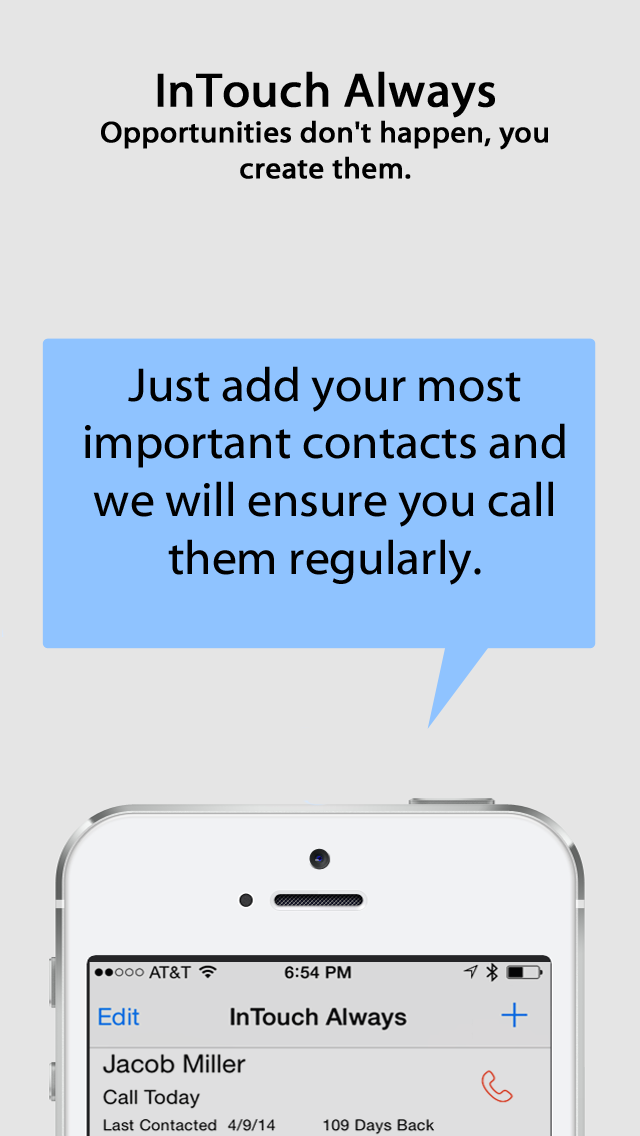 InTouch Always
Opportunities don't happen, you
create them.
Just add your most
important contacts and
we will ensure you call
them regularly.
AT&T 6:54 PM
Edit InTouch Always +
Jacob Miller
Call Today
Last Contacted 4/9/14 109 Days Back